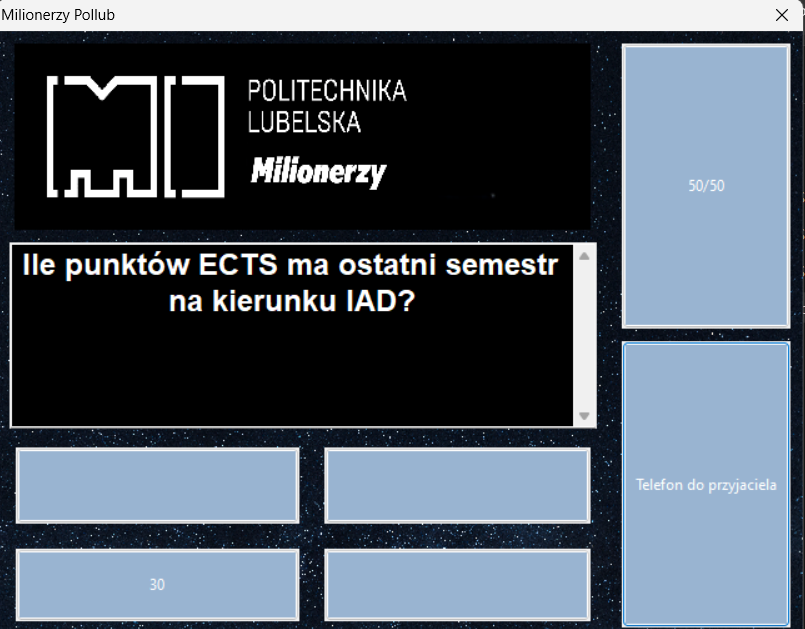 Milionerzy Pollub
POLITECHNIKA
LUBELSKA
Milionerzy
50/50
Ile punktów ECTS ma ostatni semestr
na kierunku IAD?
Telefon do przyjaciela
30